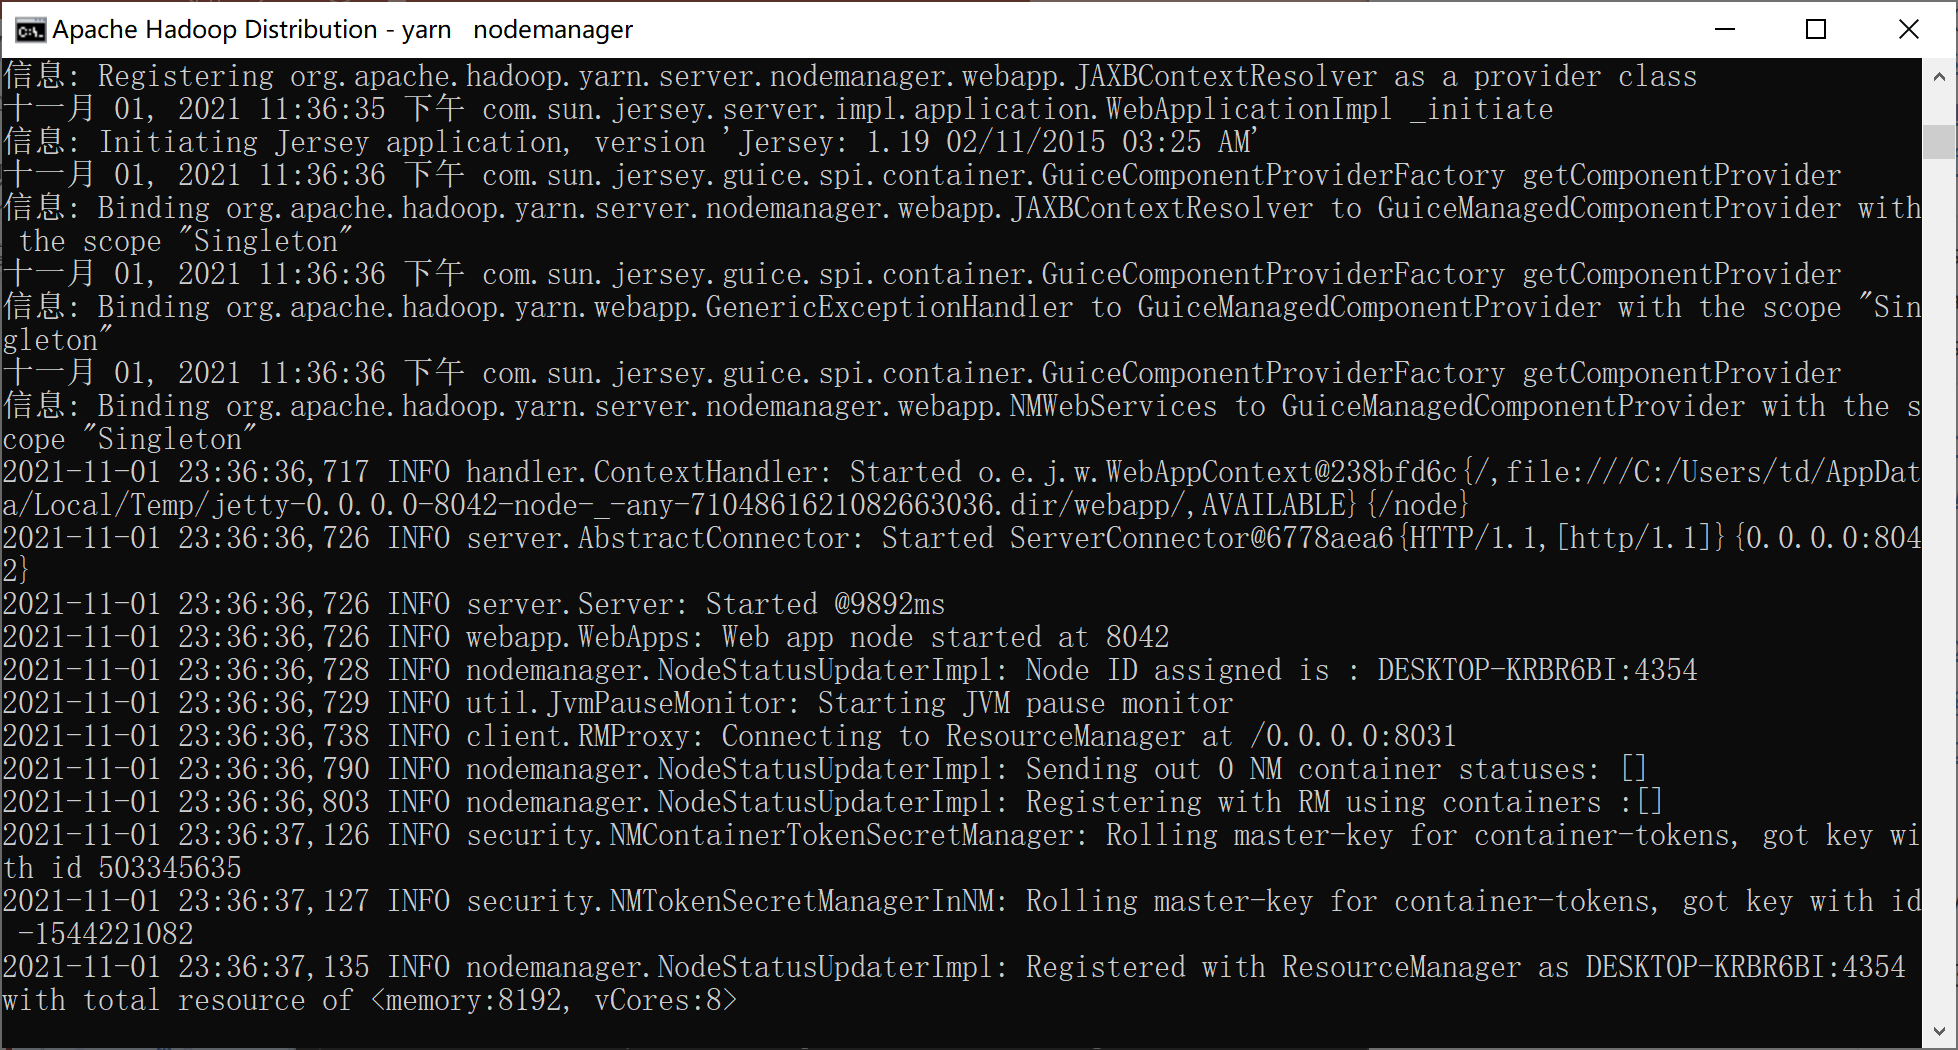 Apache Hadoop Distribution - yarn   nodemanager
信息: Registering org.apache.hadoop.yarn.server.nodemanager.webapp.JAXBContextResolver as a provider class
十一月 01, 2021 11:36:35 下午 com.sun.jersey.server.impl.application.WebApplicationImpl _initiate
信息: Initiating Jersey application, version 'Jersey: 1.19 02/11/2015 03:25 AM'
十一月 01, 2021 11:36:36 下午 com.sun.jersey.guice.spi.container.GuiceComponentProviderFactory getComponentProvider
信息: Binding org.apache.hadoop.yarn.server.nodemanager.webapp.JAXBContextResolver to GuiceManagedComponentProvider with
 the scope "Singleton"
十一月 01, 2021 11:36:36 下午 com.sun.jersey.guice.spi.container.GuiceComponentProviderFactory getComponentProvider
信息: Binding org.apache.hadoop.yarn.webapp.GenericExceptionHandler to GuiceManagedComponentProvider with the scope "Sin
gleton"
十一月 01, 2021 11:36:36 下午 com.sun.jersey.guice.spi.container.GuiceComponentProviderFactory getComponentProvider
信息: Binding org.apache.hadoop.yarn.server.nodemanager.webapp.NMWebServices to GuiceManagedComponentProvider with the s
cope "Singleton"
2021-11-01 23:36:36,717 INFO handler.ContextHandler: Started o.e.j.w.WebAppContext@238bfd6c{/,file:///C:/Users/td/AppDat
a/Local/Temp/jetty-0.0.0.0-8042-node-_-any-7104861621082663036.dir/webapp/,AVAILABLE}{/node}
2021-11-01 23:36:36,726 INFO server.AbstractConnector: Started ServerConnector@6778aea6{HTTP/1.1,[http/1.1]}{0.0.0.0:804
2}
2021-11-01 23:36:36,726 INFO server.Server: Started @9892ms
2021-11-01 23:36:36,726 INFO webapp.WebApps: Web app node started at 8042
2021-11-01 23:36:36,728 INFO nodemanager.NodeStatusUpdaterImpl: Node ID assigned is : DESKTOP-KRBR6BI:4354
2021-11-01 23:36:36,729 INFO util.JvmPauseMonitor: Starting JVM pause monitor
2021-11-01 23:36:36,738 INFO client.RMProxy: Connecting to ResourceManager at /0.0.0.0:8031
2021-11-01 23:36:36,790 INFO nodemanager.NodeStatusUpdaterImpl: Sending out 0 NM container statuses: []
2021-11-01 23:36:36,803 INFO nodemanager.NodeStatusUpdaterImpl: Registering with RM using containers :[]
2021-11-01 23:36:37,126 INFO security.NMContainerTokenSecretManager: Rolling master-key for container-tokens, got key wi
th id 503345635
2021-11-01 23:36:37,127 INFO security.NMTokenSecretManagerInNM: Rolling master-key for container-tokens, got key with id
 -1544221082
2021-11-01 23:36:37,135 INFO nodemanager.NodeStatusUpdaterImpl: Registered with ResourceManager as DESKTOP-KRBR6BI:4354
with total resource of <memory:8192, vCores:8>